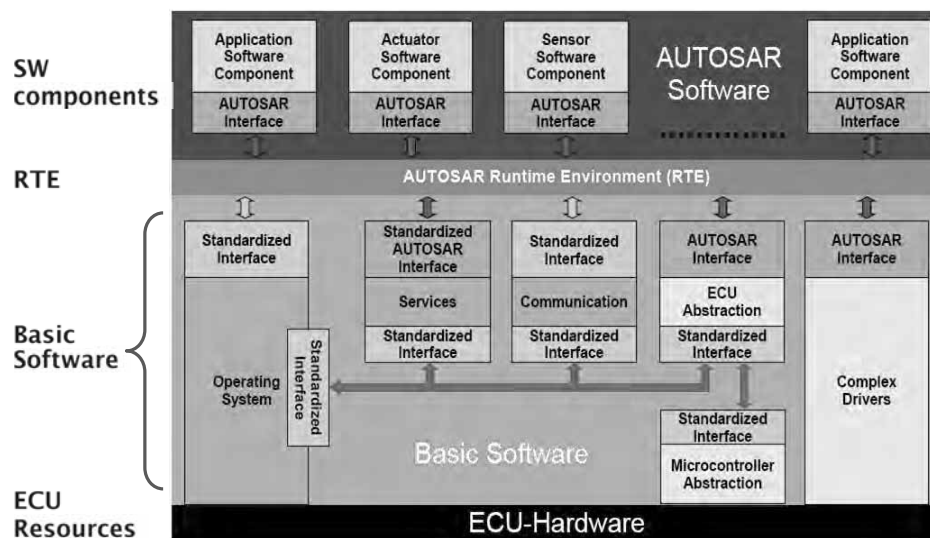 SW
components
Application
Software
Component
AUTOSAR
Interface
Actuator
Software
Component
AUTOSAR
Interface
Sensor
Software
Component
AUTOSAR
Interface
AUTOSAR
Software
Application
Software
Component
AUTOSAR
Interface
RTE
AUTOSAR Runtime Environment (RTE)
Basic
Software
Standardized
Interface
Operating
System
Standardized
Interface
Standardized
AUTOSAR
Interface
Services
Standardized
Interface
Standardized
Interface
Communication
Standardized
Interface
AUTOSAR
Interface
ECU
Abstraction
Standardized
Interface
Standardized
Interface
Microcontroller
Abstraction
AUTOSAR
Interface
Complex
Drivers
Basic Software
ECU
Resources
ECU-Hardware